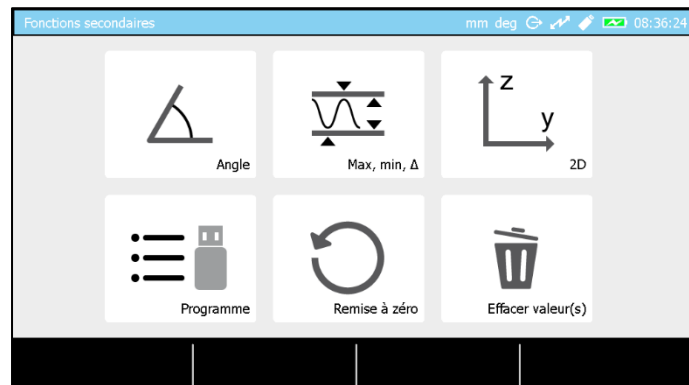 Fonctions secondaires mm deg 08:36:24
z
y
Angle Max, min, Δ 2D
Programme Remise à zéro Effacer valeur(s)